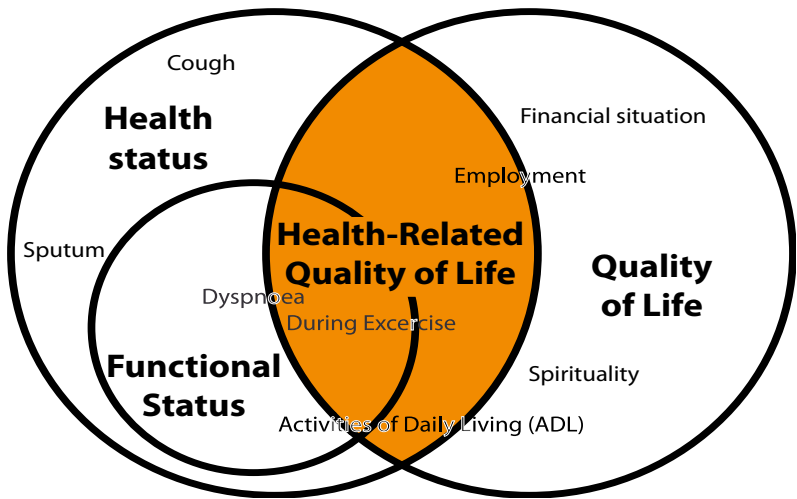 Cough
Health
status
Financial situation
Employment
Sputum
Health-Related
Quality of Life
Quality
of Life
Dyspnoea
During Excercise
Functional
Status
Spirituality
Activities of Daily Living (ADL)